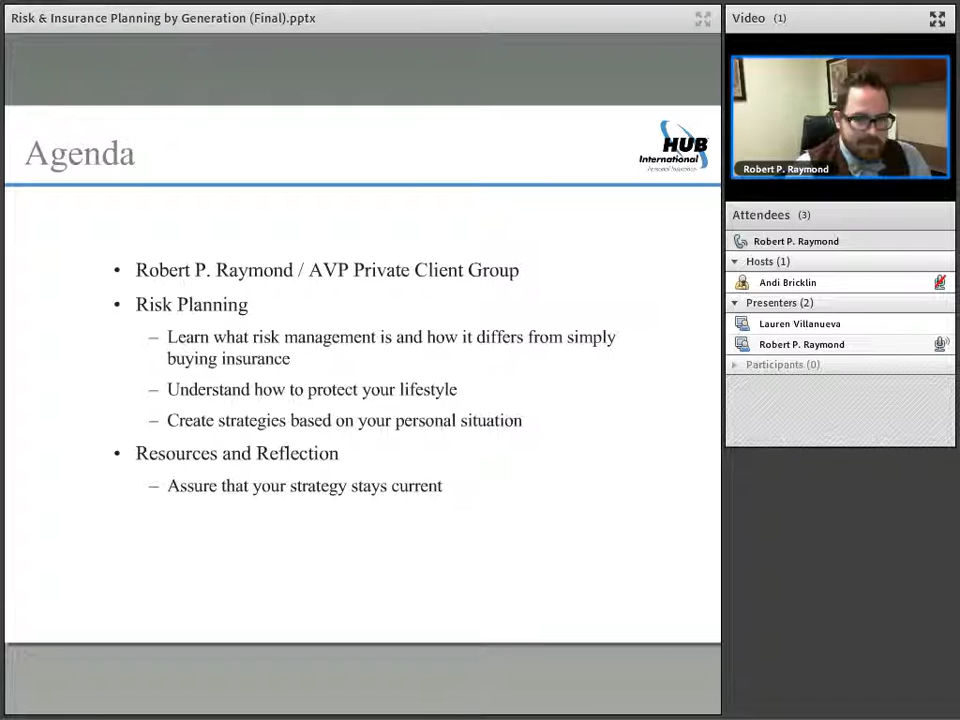 Risk & Insurance Planning by Generation (Final).pptx
Agenda
HUB
International
Personal Insurance
• Robert P. Raymond / AVP Private Client Group
• Risk Planning
– Learn what risk management is and how it differs from simply
buying insurance
– Understand how to protect your lifestyle
– Create strategies based on your personal situation
• Resources and Reflection
– Assure that your strategy stays current
Video (1)
Robert P. Raymond
Attendees (3)
Robert P. Raymond
Hosts (1)
Andi Bricklin
Presenters (2)
Lauren Villanueva
Robert P. Raymond
Participants (0)